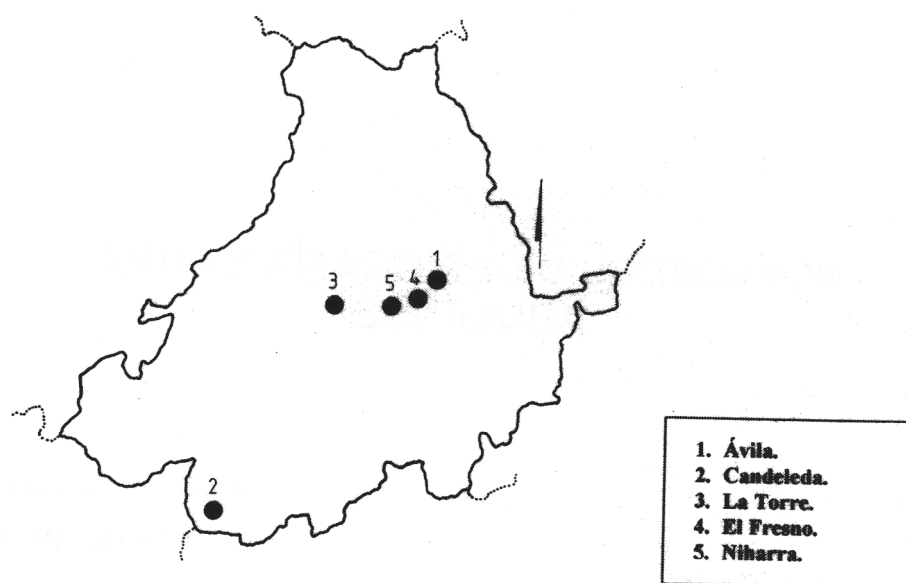 1
4
5
3
2
1. Ávila.
2. Candeleda.
3. La Torre.
4. El Fresno.
5. Niharra.